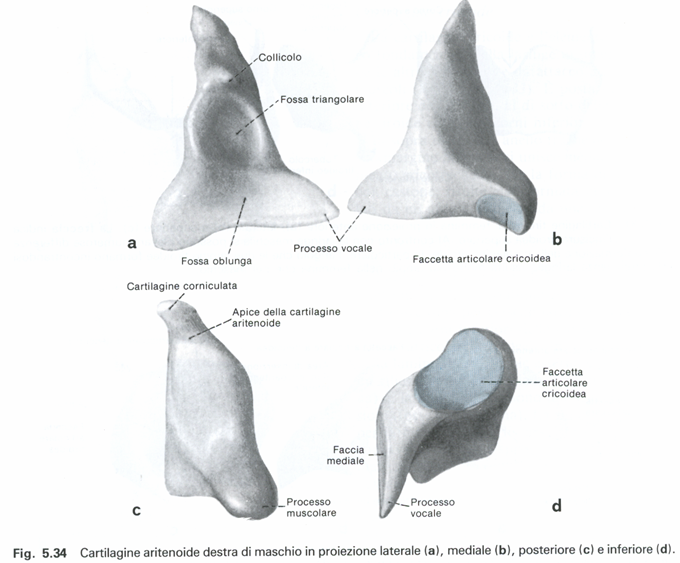 Collicolo
Fossa triangolare
a
b
Processo vocale
Fossa oblunga
Faccetta articolare cricoidea
Cartilagine corniculata
Apice della cartilagine
aritenoide
Faccetta
articolare
cricoidea
Faccia
mediale
Processo
muscolare
Processo
vocale
c
d
Fig. 5.34 Cartilagine aritenoide destra di maschio in proiezione laterale (a), mediale (b), posteriore (c) e inferiore (d).